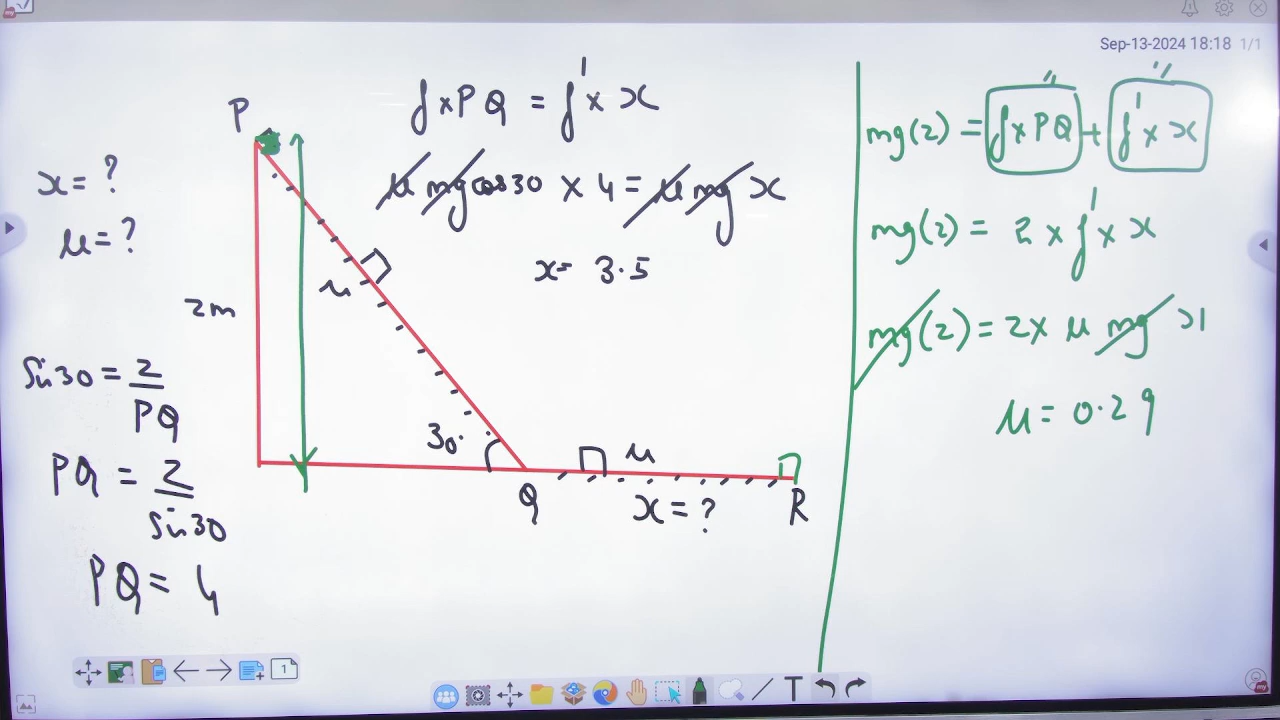 Sep-13-2024 18:18 1/1
x = ?
μ = ?
sin30 = 2/PQ
PQ = 2/sin30
PQ = 4
P
2m
μ
30°
Q
μ
x = ?
R
f x PQ = f' x x
μ mg cos30 x 4 = μ mg x
x = 3.5
mg(2) = f x PQ + f' x x
mg(2) = 2 x f' x x
mg(2) = 2 x μ mg x
μ = 0.29
1
T